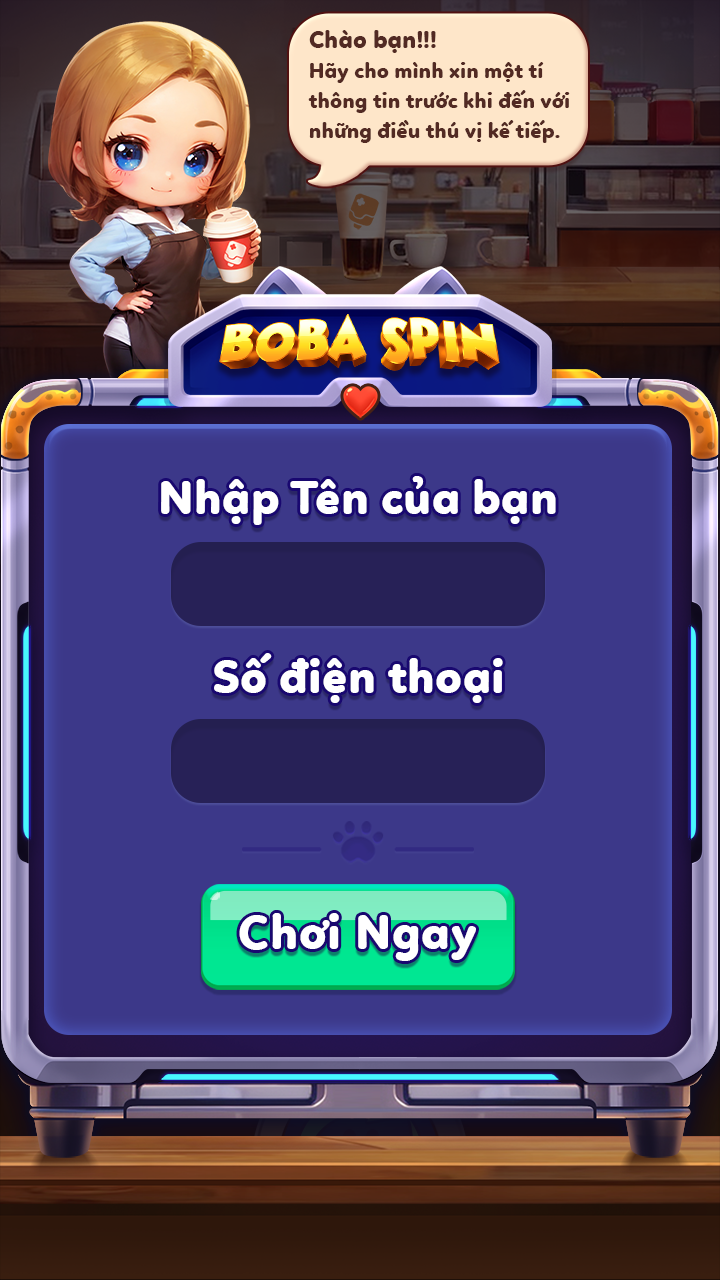 Chào bạn!!!
Hãy cho mình xin một tí
thông tin trước khi đến với
những điều thú vị kế tiếp.
BOBA SPIN
Nhập Tên của bạn
Số điện thoại
Chơi Ngay